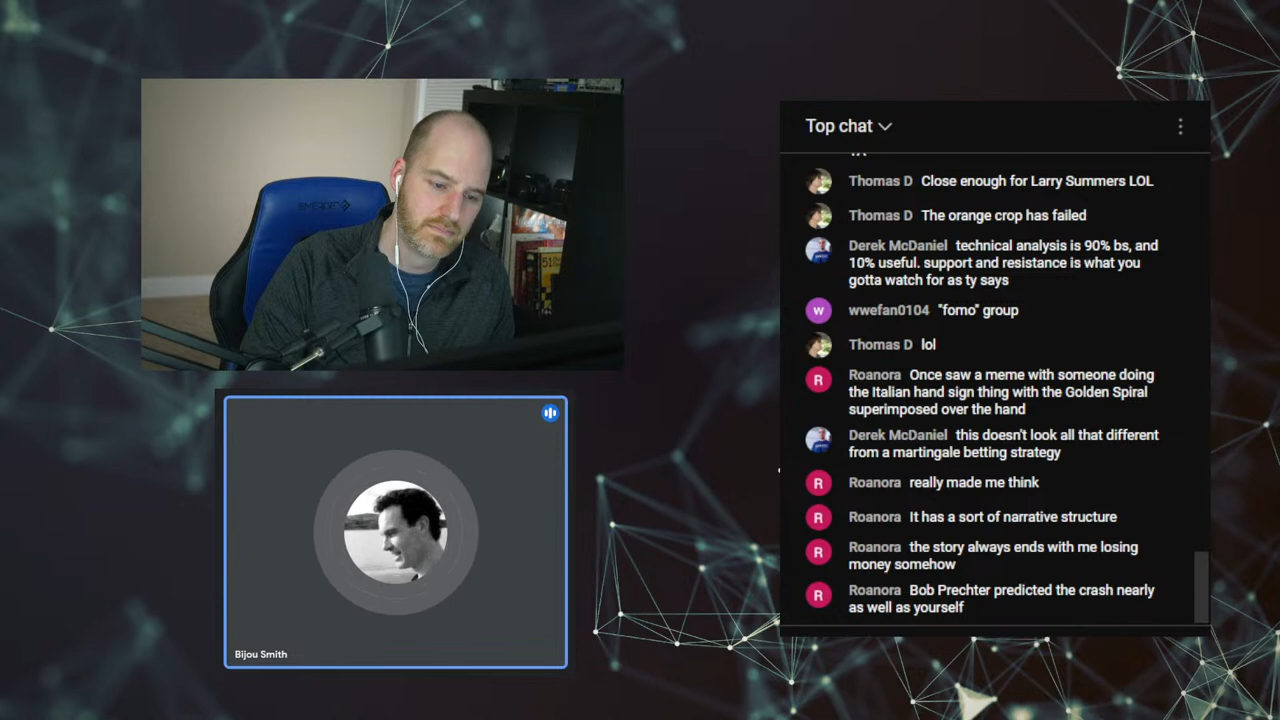 EMERGE
51
Bijou Smith
Top chat
Thomas D Close enough for Larry Summers LOL
Thomas D The orange crop has failed
Derek McDaniel technical analysis is 90% bs, and
10% useful. support and resistance is what you
gotta watch for as ty says
w
wwefan0104 "fomo" group
Thomas D lol
R
Roanora Once saw a meme with someone doing
the Italian hand sign thing with the Golden Spiral
superimposed over the hand
Derek McDaniel this doesn't look all that different
from a martingale betting strategy
R
Roanora really made me think
R
Roanora It has a sort of narrative structure
R
Roanora the story always ends with me losing
money somehow
R
Roanora Bob Prechter predicted the crash nearly
as well as yourself